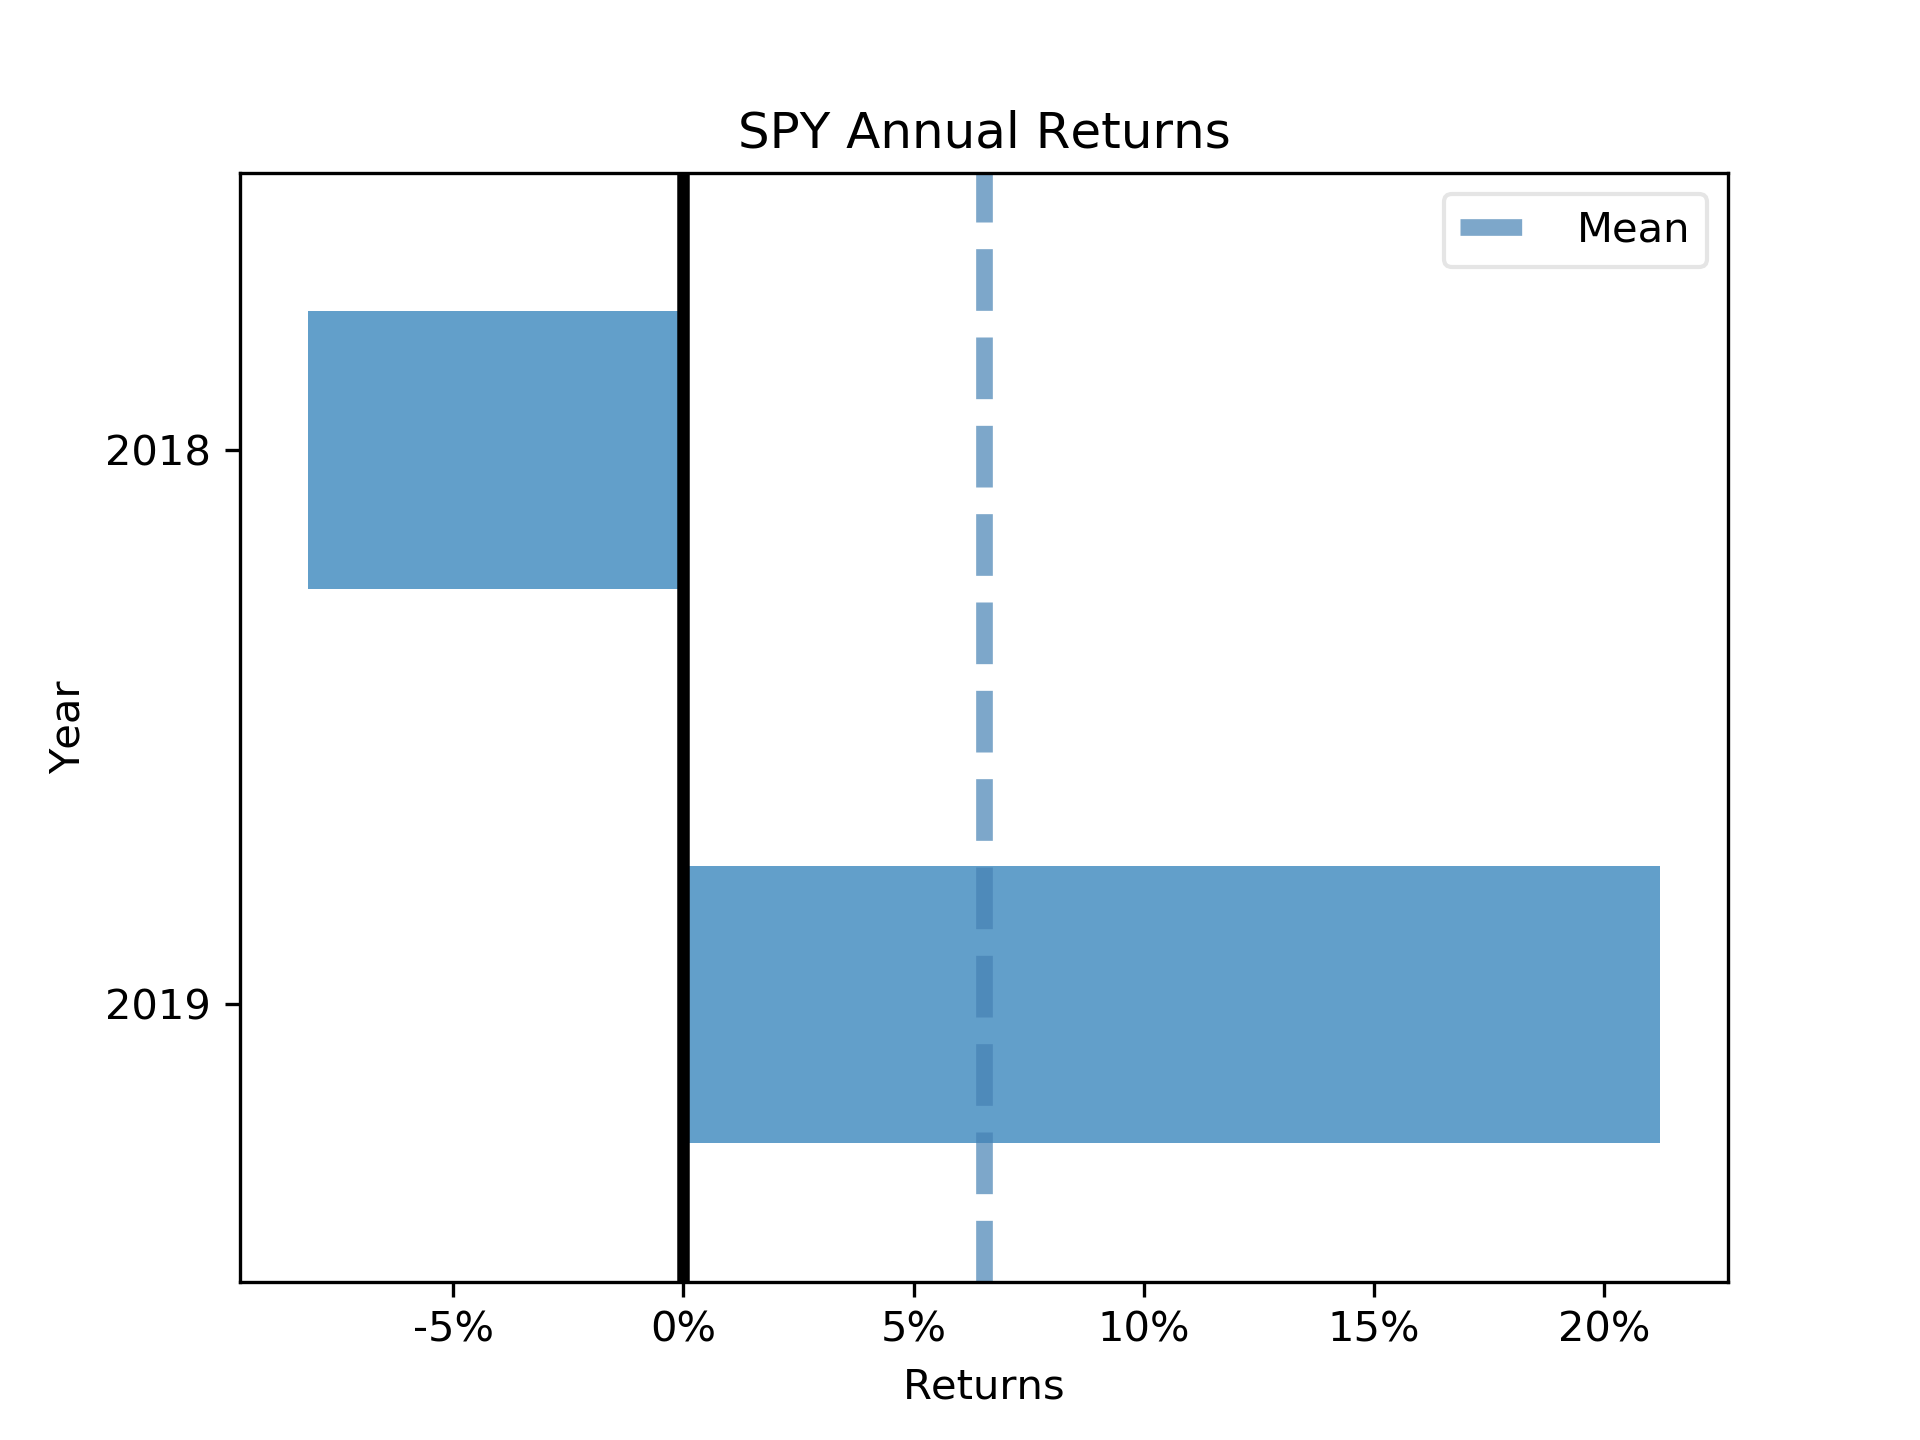 SPY Annual Returns
Mean
2018
Year
2019
-5% 0% 5% 10% 15% 20%
Returns